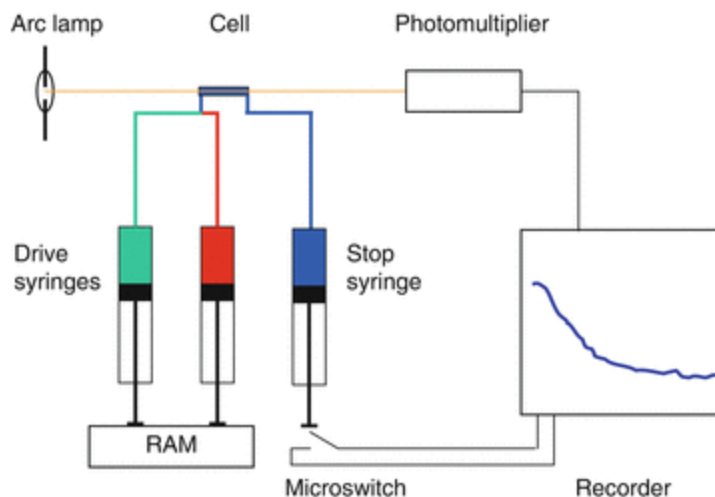 Arc lamp
Cell
Photomultiplier
Drive
syringes
Stop
syringe
RAM
Microswitch
Recorder